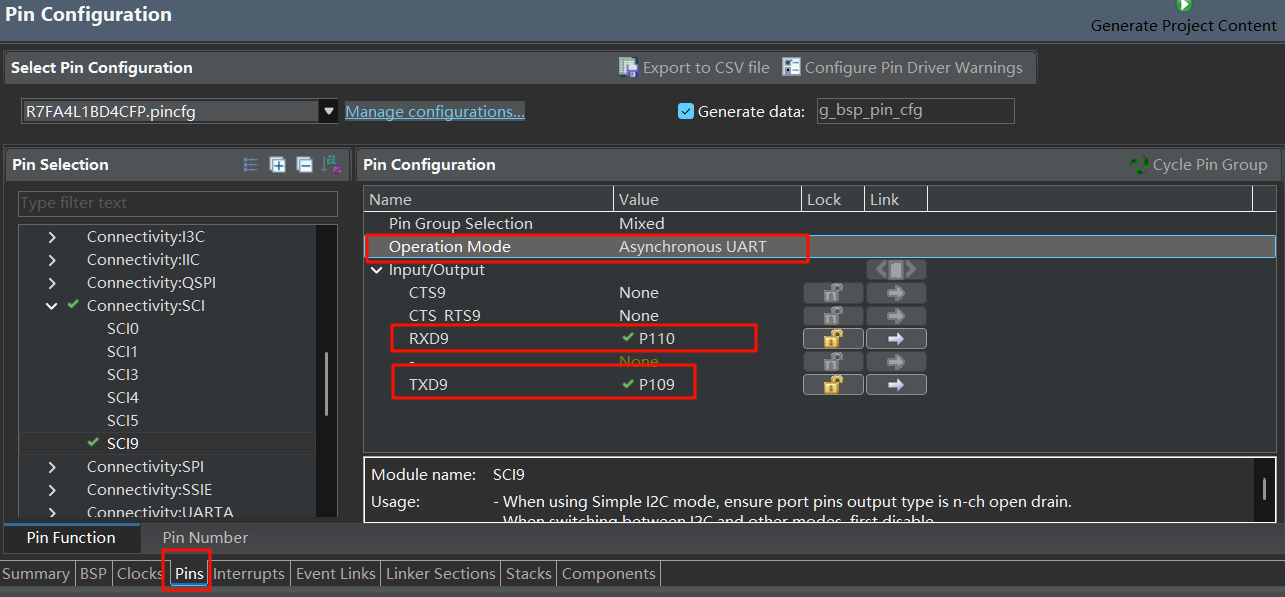 Pin Configuration
Generate Project Content
Select Pin Configuration
Export to CSV file
Configure Pin Driver Warnings
R7FA4L1BD4CFP.pincfg
Manage configurations...
Generate data:
g_bsp_pin_cfg
Pin Selection
Type filter text
Connectivity:I3C
Connectivity:IIC
Connectivity:QSPI
Connectivity:SCI
SCI0
SCI1
SCI3
SCI4
SCI5
SCI9
Connectivity:SPI
Connectivity:SSIE
Connectivity:UARTA
Pin Configuration
Cycle Pin Group
Name Value Lock Link
Pin Group Selection Mixed
Operation Mode Asynchronous UART
Input/Output
CTS9 None
CTS_RTS9 None
RXD9 P110
- None
TXD9 P109
Module name: SCI9
Usage: - When using Simple I2C mode, ensure port pins output type is n-ch open drain.
When switching between I2C and other modes, first disable
Pin Function Pin Number
Summary BSP Clocks Pins Interrupts Event Links Linker Sections Stacks Components